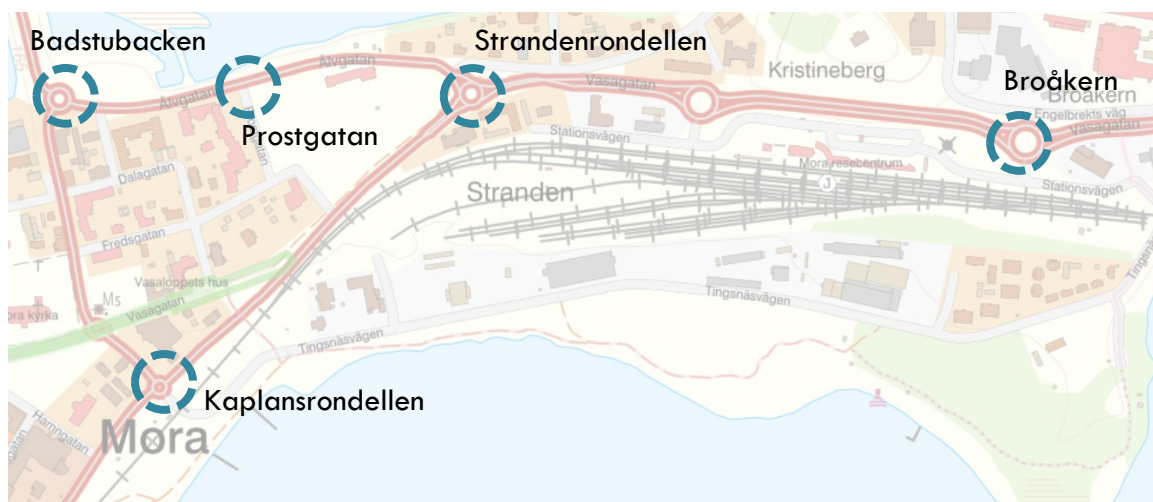 Badstubacken
Strandenrondellen
Älvgatan
Vasagatan
Kristineberg
Broåkern
Broåkern
Engelbrekts väg
Vasagatan
Älvgatan
Prostgatan
Stationsvägen
Mora resecentrum
J
Stationsvägen
Dalagatan
Stranden
Fredsgatan
Vasaloppets hus
Ms
Vasagatan
kyrka
Tingsnäsvägen
Tingsnäsvägen
Kaplansrondellen
Hamngatan
Mora